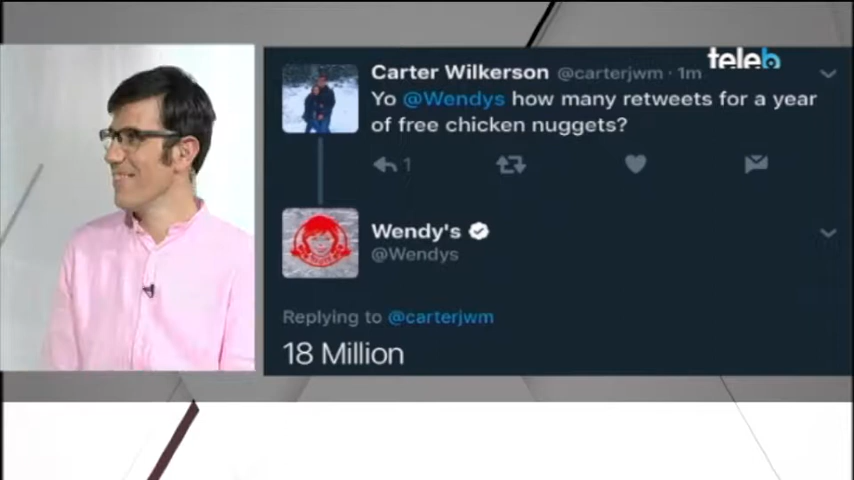 teleb
Carter Wilkerson @carterjwm · 1m
Yo @Wendys how many retweets for a year
of free chicken nuggets?
1
Wendy's
@Wendys
Replying to @carterjwm
18 Million